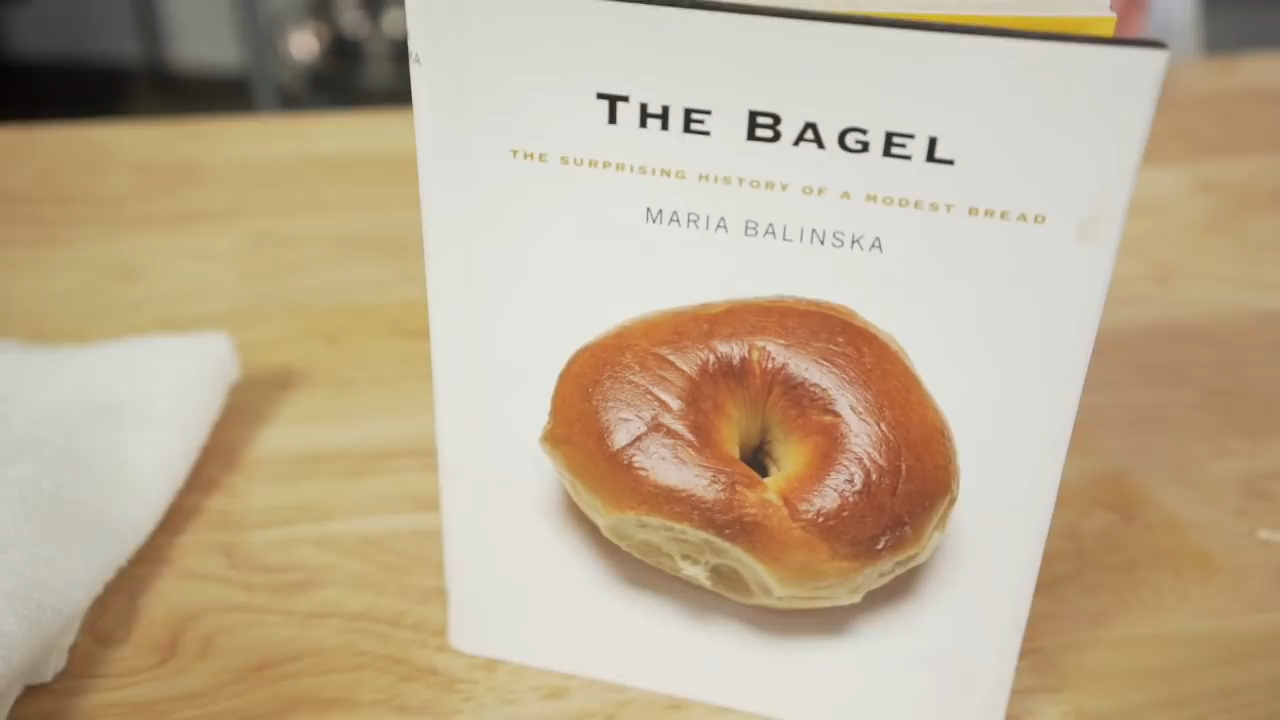 THE BAGEL
THE SURPRISING HISTORY OF A MODEST BREAD
MARIA BALINSKA